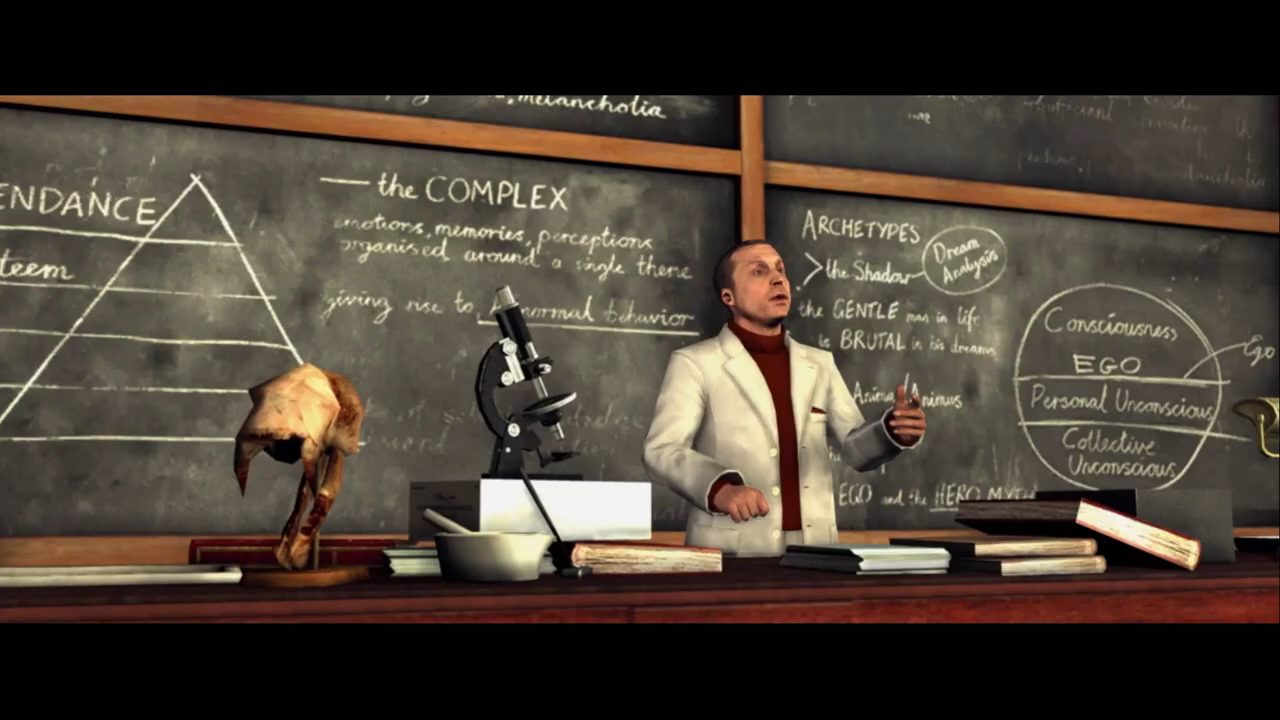 melancholia
ENDANCE
teem
the COMPLEX
emotions, memories, perceptions
organised around a single theme
giving rise to behavior
ARCHETYPES
the Shadow
Dream
Analysis
the GENTLE man in life
is BRUTAL in his dreams
Anima/Animus
EGO and the HERO MYTH
Consciousness
EGO
Ego
Personal Unconscious
Collective
Unconscious